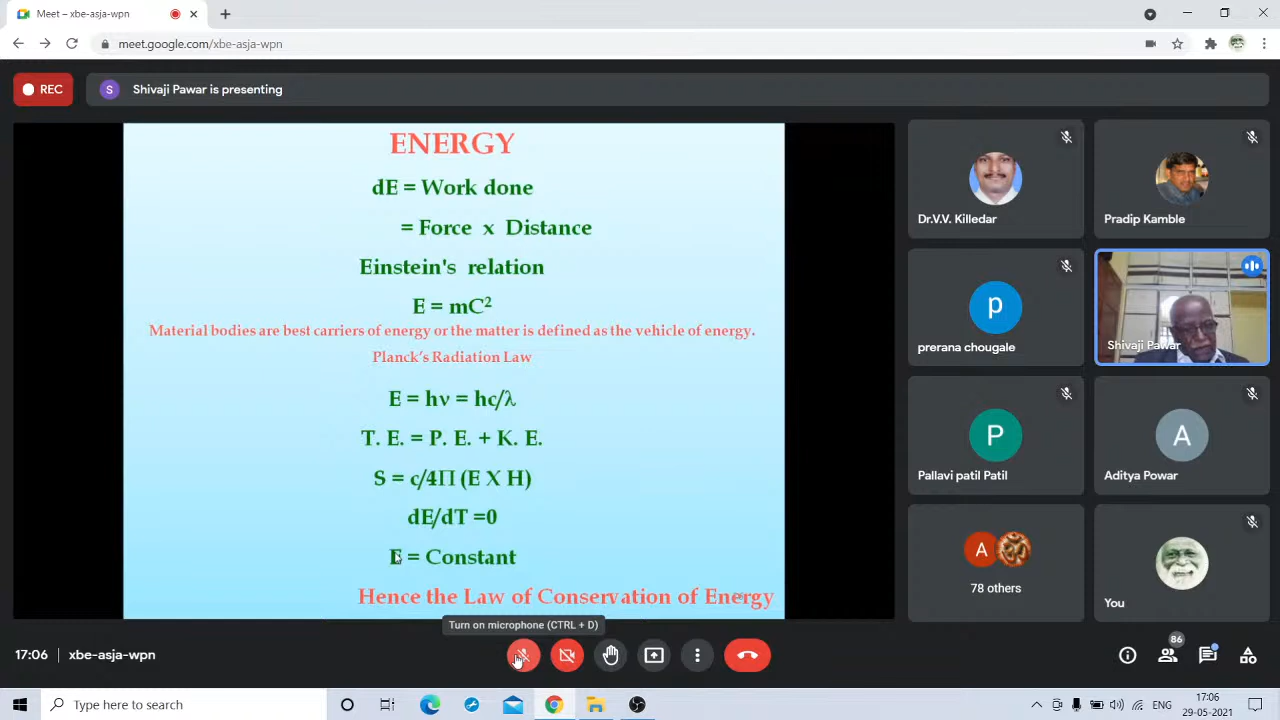 Meet – xbe-asja-wpn
meet.google.com/xbe-asja-wpn
REC
S
Shivaji Pawar is presenting
ENERGY
dE = Work done
= Force x Distance
Einstein's relation
E = mC²
Material bodies are best carriers of energy or the matter is defined as the vehicle of energy.
Planck's Radiation Law
E = hν = hc/λ
T. E. = P. E. + K. E.
S = c/4Π (E X H)
dE/dT =0
E = Constant
Hence the Law of Conservation of Energy
Dr.V.V. Killedar
Pradip Kamble
p
prerana chougale
Shivaji Pawar
P
Pallavi patil Patil
A
Aditya Powar
A
78 others
You
Turn on microphone (CTRL + D)
17:06
xbe-asja-wpn
86
Type here to search
ENG
17:06
29-05-2021